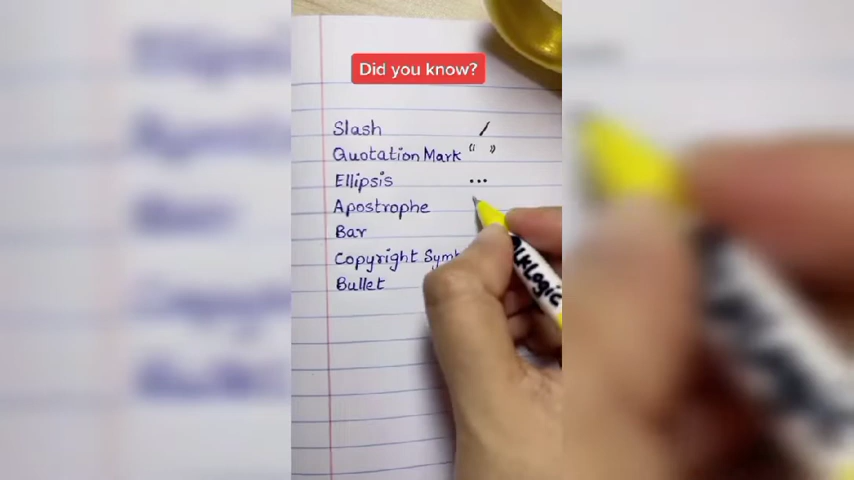 Did you know?
Slash /
Quotation Mark “ ”
Ellipsis ...
Apostrophe
Bar
Copyright Symb
Bullet